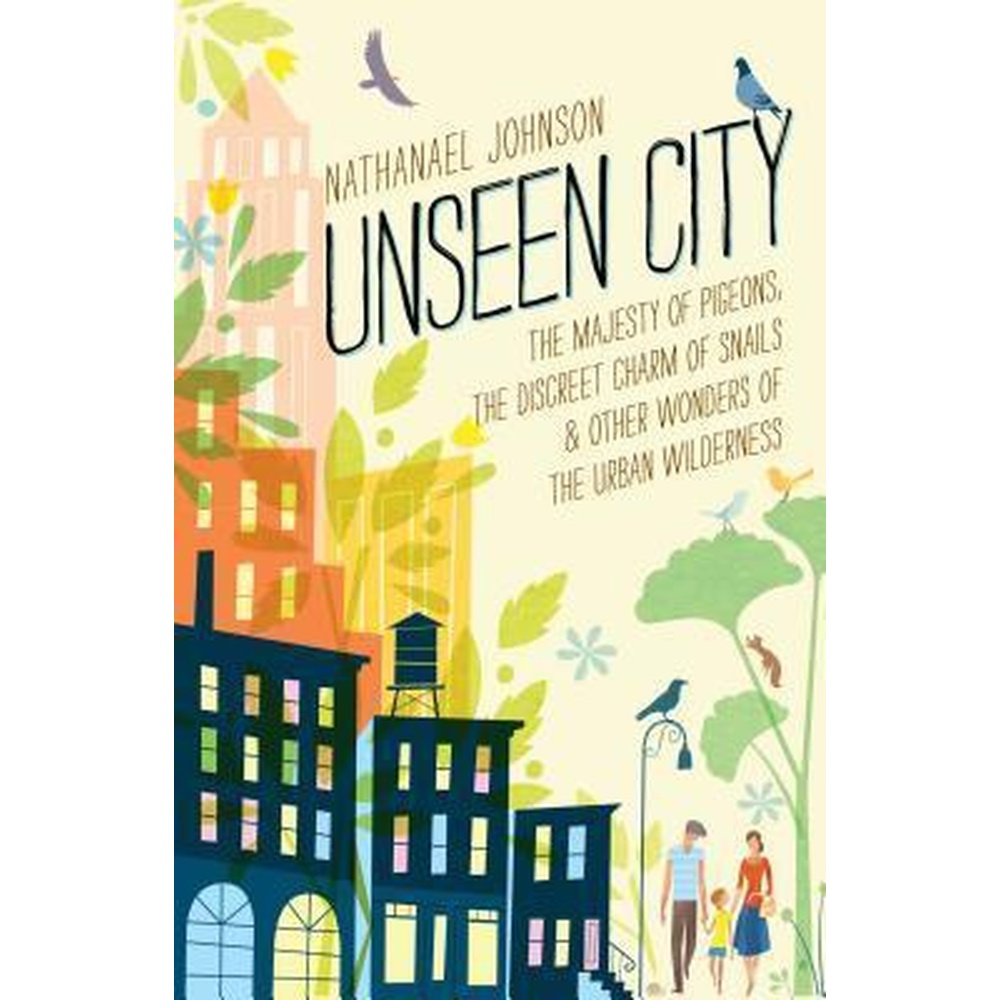 NATHANAEL JOHNSON
UNSEEN CITY
THE MAJESTY OF PIGEONS,
THE DISCREET CHARM OF SNAILS
& OTHER WONDERS OF
THE URBAN WILDERNESS